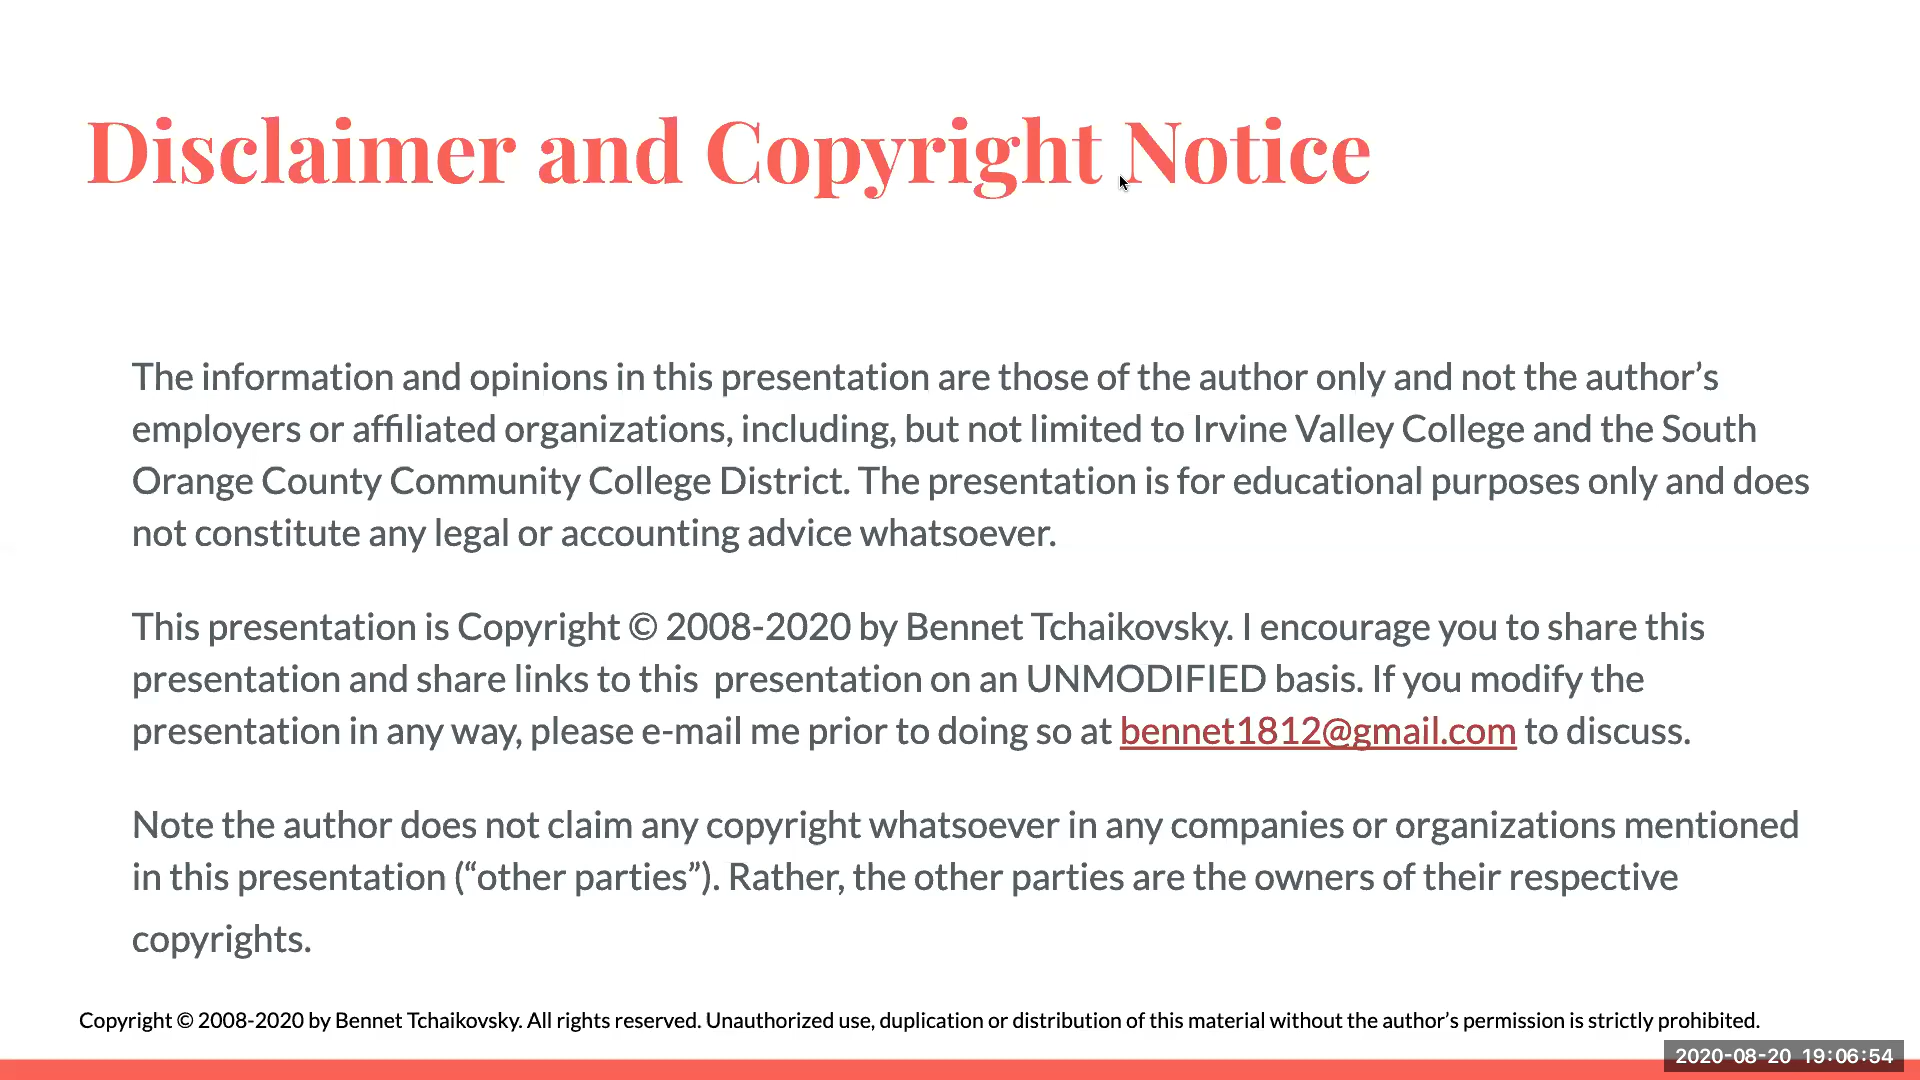 Disclaimer and Copyright Notice
The information and opinions in this presentation are those of the author only and not the author’s
employers or affiliated organizations, including, but not limited to Irvine Valley College and the South
Orange County Community College District. The presentation is for educational purposes only and does
not constitute any legal or accounting advice whatsoever.
This presentation is Copyright © 2008-2020 by Bennet Tchaikovsky. I encourage you to share this
presentation and share links to this  presentation on an UNMODIFIED basis. If you modify the
presentation in any way, please e-mail me prior to doing so at bennet1812@gmail.com to discuss.
Note the author does not claim any copyright whatsoever in any companies or organizations mentioned
in this presentation (“other parties”). Rather, the other parties are the owners of their respective
copyrights.
Copyright © 2008-2020 by Bennet Tchaikovsky. All rights reserved. Unauthorized use, duplication or distribution of this material without the author’s permission is strictly prohibited.
2020-08-20 19:06:54